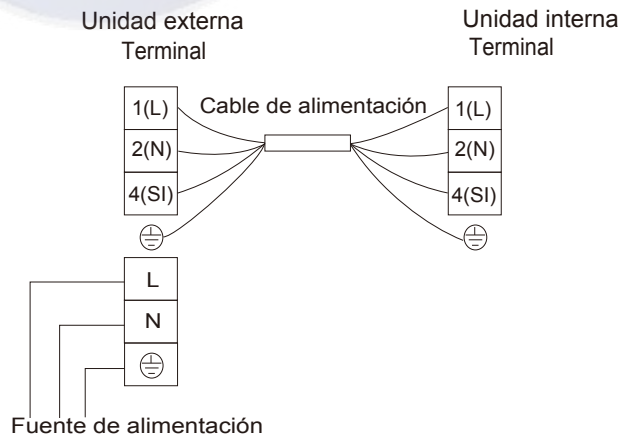 Unidad externa
Terminal
Unidad interna
Terminal
Cable de alimentación
1(L)
2(N)
4(SI)
1(L)
2(N)
4(SI)
L
N
Fuente de alimentación